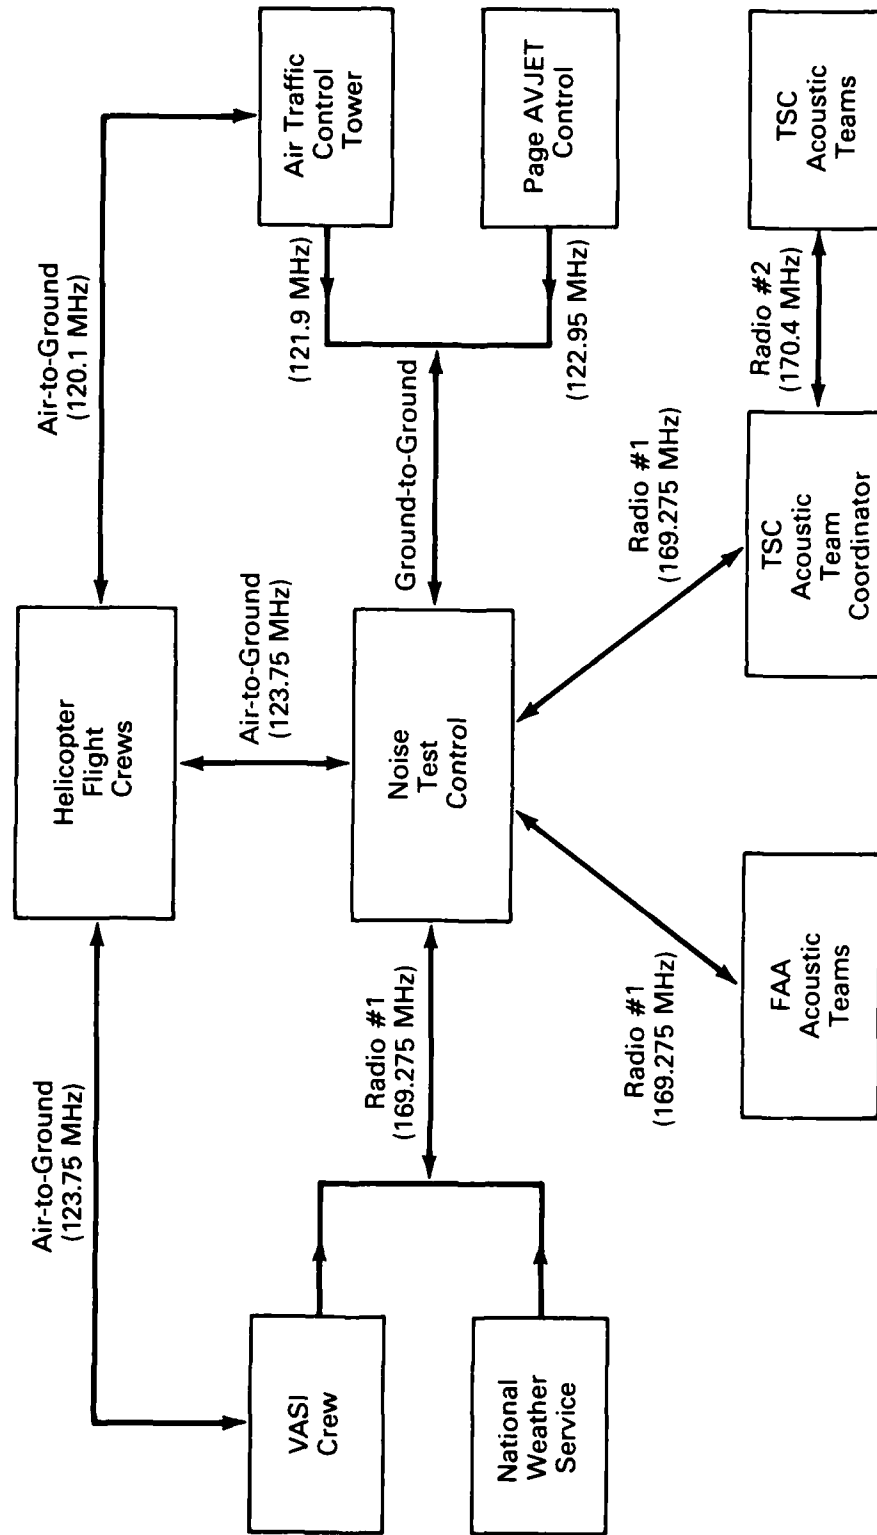 Air-to-Ground
(123.75 MHz)
Helicopter
Flight
Crews
Air-to-Ground
(120.1 MHz)
VASI
Crew
Air-to-Ground
(123.75 MHz)
Air Traffic
Control
Tower
(121.9 MHz)
National
Weather
Service
Radio #1
(169.275 MHz)
Noise
Test
Control
Ground-to-Ground
(122.95 MHz)
Page AVJET
Control
Radio #1
(169.275 MHz)
Radio #1
(169.275 MHz)
Radio #2
(170.4 MHz)
FAA
Acoustic
Teams
TSC
Acoustic
Team
Coordinator
TSC
Acoustic
Teams